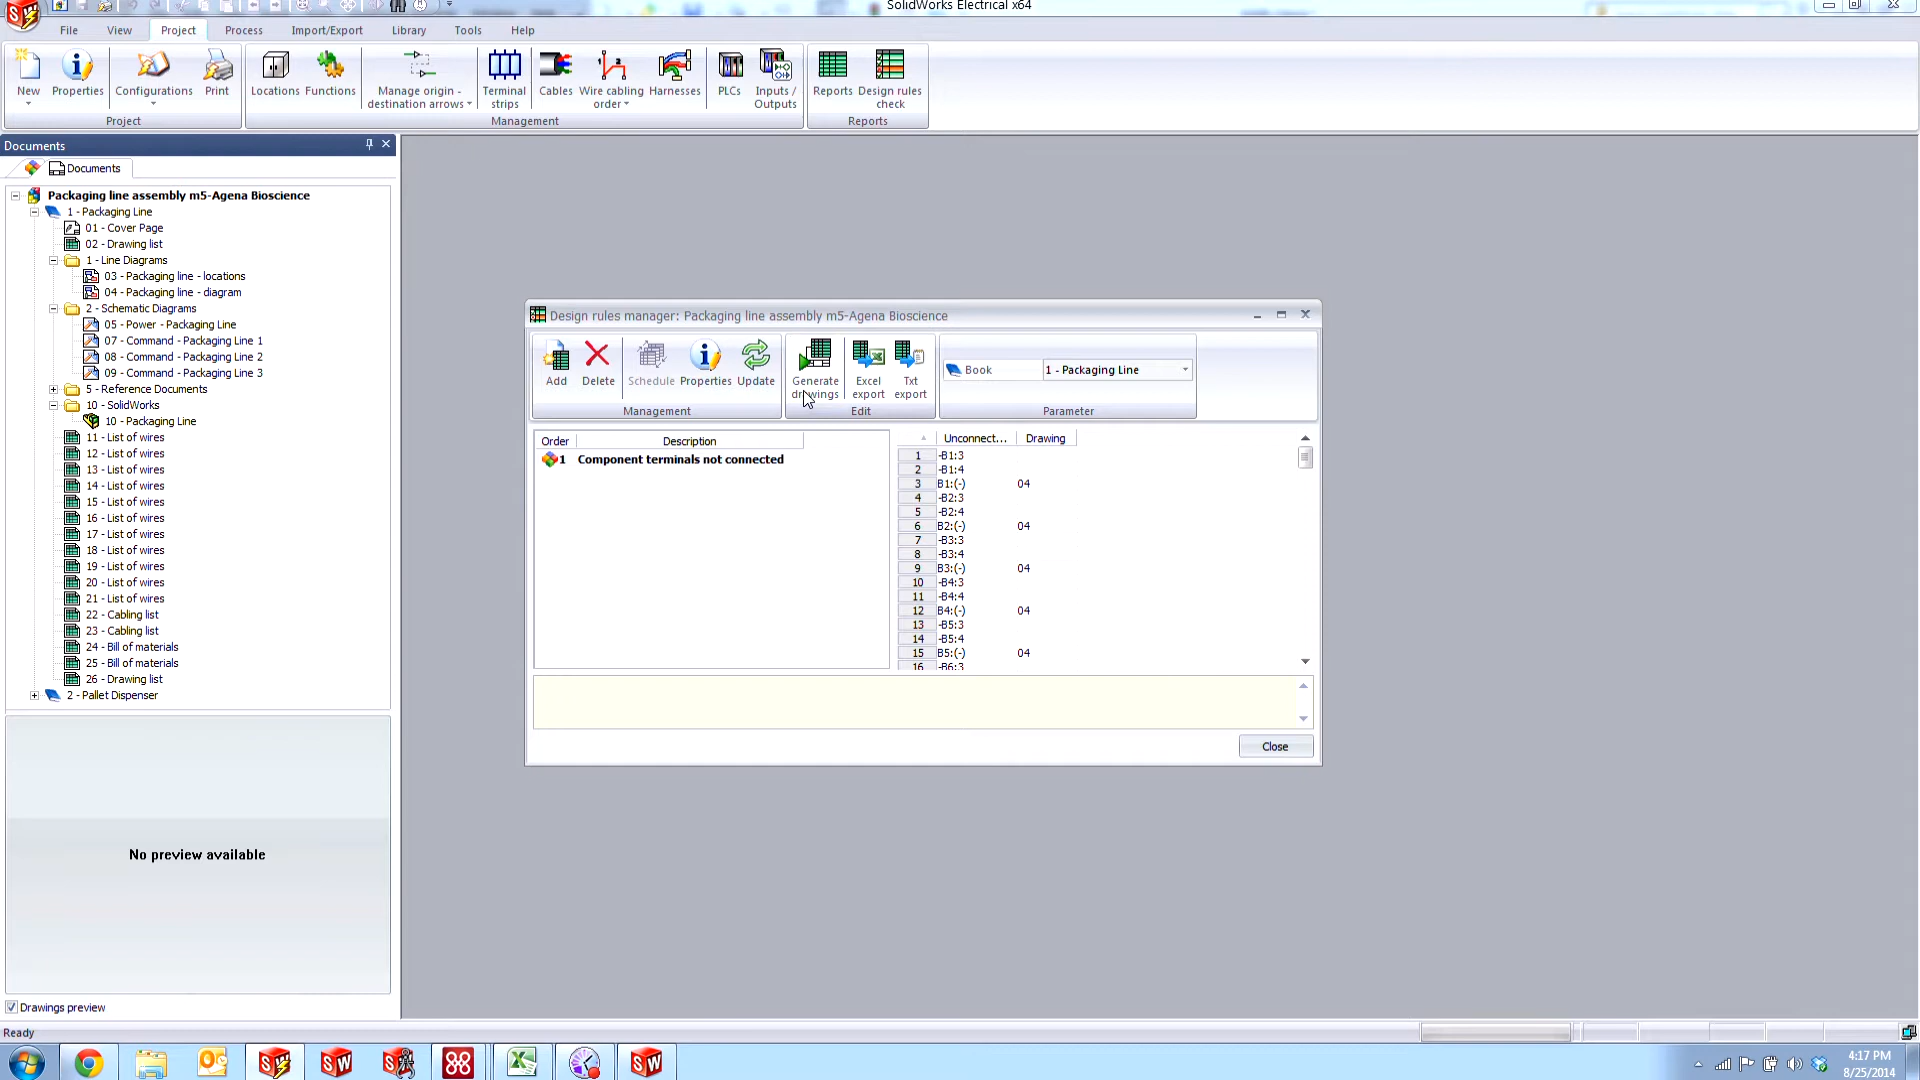 SolidWorks Electrical x64
File View Project Process Import/Export Library Tools Help
New Properties Configurations Print Locations Functions Manage origin - destination arrows Terminal strips Cables Wire cabling order Harnesses PLCs Inputs / Outputs Reports Design rules check
Project Management Reports
Documents
Documents
Packaging line assembly m5-Agena Bioscience
1 - Packaging Line
01 - Cover Page
02 - Drawing list
1 - Line Diagrams
03 - Packaging line - locations
04 - Packaging line - diagram
2 - Schematic Diagrams
05 - Power - Packaging Line
07 - Command - Packaging Line 1
08 - Command - Packaging Line 2
09 - Command - Packaging Line 3
5 - Reference Documents
10 - SolidWorks
10 - Packaging Line
11 - List of wires
12 - List of wires
13 - List of wires
14 - List of wires
15 - List of wires
16 - List of wires
17 - List of wires
18 - List of wires
19 - List of wires
20 - List of wires
21 - List of wires
22 - Cabling list
23 - Cabling list
24 - Bill of materials
25 - Bill of materials
26 - Drawing list
2 - Pallet Dispenser
No preview available
Drawings preview
Ready
Design rules manager: Packaging line assembly m5-Agena Bioscience
Add Delete Schedule Properties Update Generate drawings Excel export Txt export
Book 1 - Packaging Line
Management Edit Parameter
Order Description
1 Component terminals not connected
Unconnect... Drawing
1 -B1:3
2 -B1:4
3 B1:(-) 04
4 -B2:3
5 -B2:4
6 B2:(-) 04
7 -B3:3
8 -B3:4
9 B3:(-) 04
10 -B4:3
11 -B4:4
12 B4:(-) 04
13 -B5:3
14 -B5:4
15 B5:(-) 04
16 -B6:3
Close
4:17 PM
8/25/2014